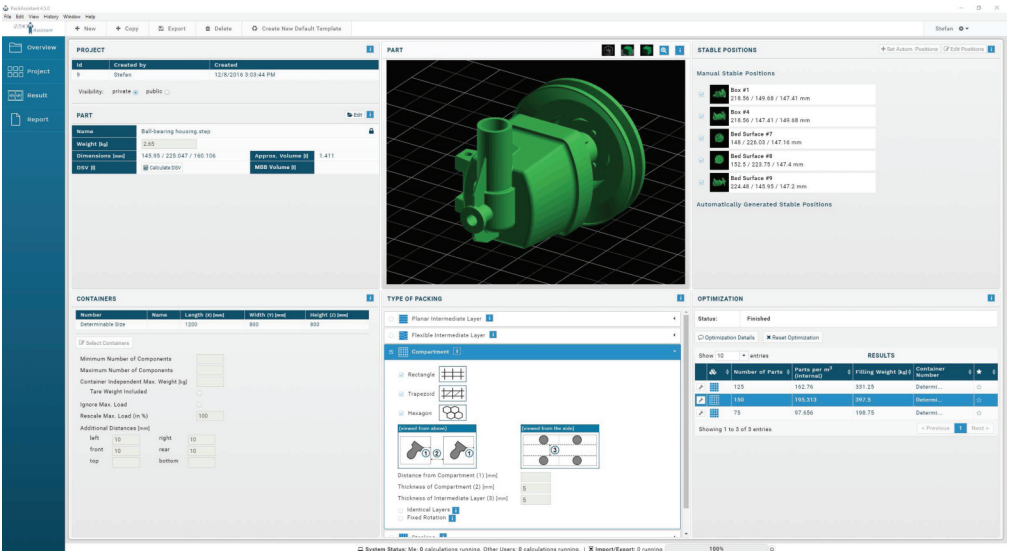 PackAssistant 4.5.0
File Edit View History Window Help
+ New + Copy Export Delete Create New Default Template Stefan
Overview
Project
Result
Report
PROJECT
Id Created by Created
9 Stefan 12/8/2016 3:03:44 PM
Visibility: private public
PART Edit
Name Ball-bearing housing.step
Weight [kg] 2.65
Dimensions [mm] 145.95 / 225.047 / 160.106 Approx. Volume [l] 1.411
DSV [l] Calculate DSV MBB Volume [l]
PART
STABLE POSITIONS + Set Autom. Positions Edit Positions
Manual Stable Positions
Box #1
218.56 / 149.68 / 147.41 mm
Box #4
218.56 / 147.41 / 149.68 mm
Bed Surface #7
148 / 226.03 / 147.16 mm
Bed Surface #8
152.5 / 223.75 / 147.4 mm
Bed Surface #9
224.48 / 145.95 / 147.2 mm
Automatically Generated Stable Positions
CONTAINERS
Number Name Length (X) [mm] Width (Y) [mm] Height (Z) [mm]
Determinable Size 1200 800 800
Select Containers
Minimum Number of Components
Maximum Number of Components
Container Independent Max. Weight [kg]
Tare Weight Included
Ignore Max. Load
Rescale Max. Load (in %) 100
Additional Distances [mm]
left 10 right 10
front 10 rear 10
top bottom
TYPE OF PACKING
Planar Intermediate Layer
Flexible Intermediate Layer
Compartment
Rectangle
Trapezoid
Hexagon
(viewed from above) (viewed from the side)
1 2 1 3
Distance from Compartment (1) [mm]
Thickness of Compartment (2) [mm] 5
Thickness of Intermediate Layer (3) [mm] 5
Identical Layers
Fixed Rotation
OPTIMIZATION
Status: Finished
Optimization Details Reset Optimization
Show 10 entries RESULTS
Number of Parts Parts per m³ (internal) Filling Weight [kg] Container Number
125 162.76 331.25 Determi...
150 195.313 397.5 Determi...
75 97.656 198.75 Determi...
Showing 1 to 3 of 3 entries < Previous 1 Next >
System Status: Me: 0 calculations running. Other Users: 0 calculations running. | Import/Export: 0 running 100%